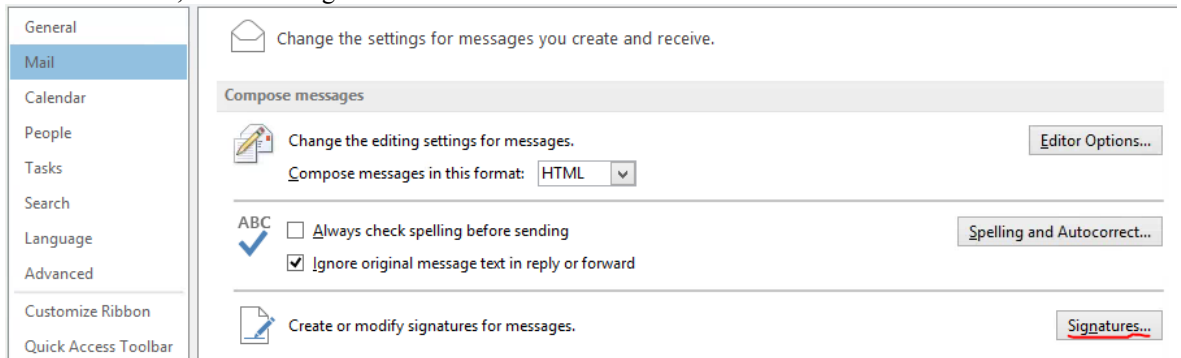 General
Mail
Calendar
People
Tasks
Search
Language
Advanced
Customize Ribbon
Quick Access Toolbar
Change the settings for messages you create and receive.
Compose messages
Change the editing settings for messages.
Editor Options...
Compose messages in this format: HTML
ABC
Always check spelling before sending
Spelling and Autocorrect...
Ignore original message text in reply or forward
Create or modify signatures for messages.
Signatures...